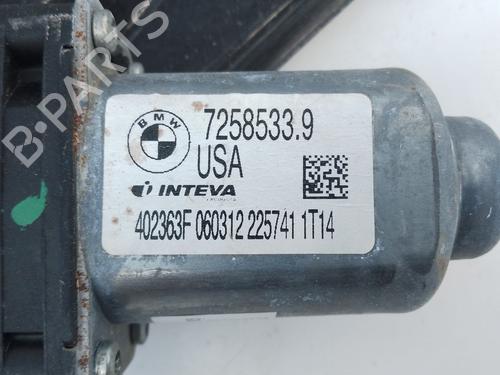 B-PARTS
BMW
7258533.9
USA
INTEVA
402363F 060312 225741 1T14